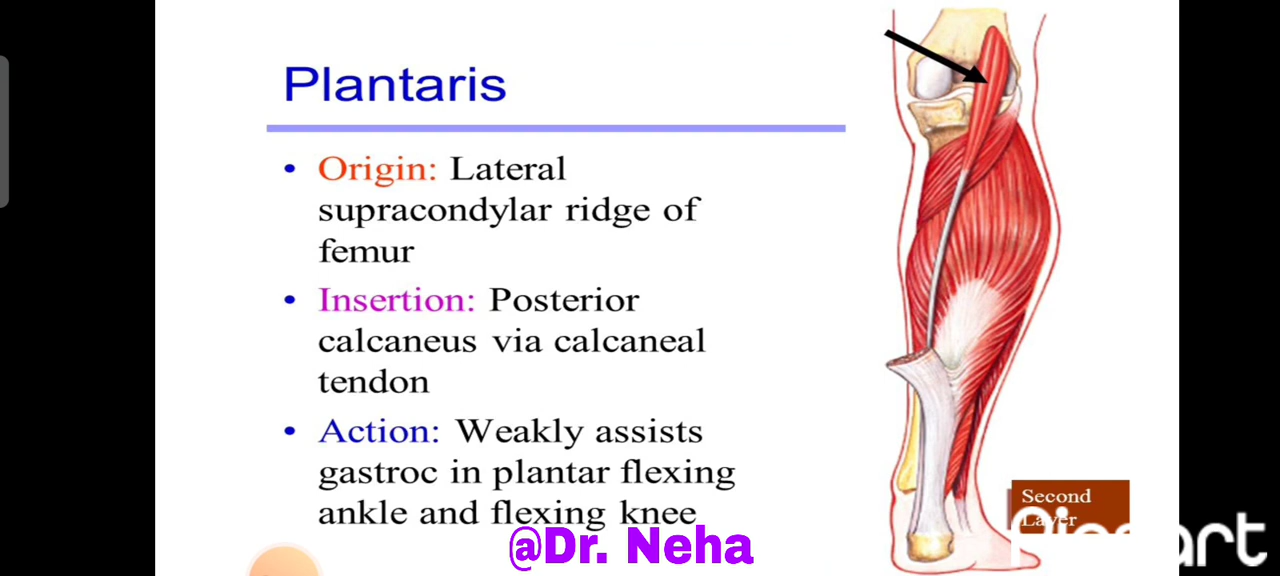 Plantaris
• Origin: Lateral
supracondylar ridge of
femur
• Insertion: Posterior
calcaneus via calcaneal
tendon
• Action: Weakly assists
gastroc in plantar flexing
ankle and flexing knee
@Dr. Neha
Second
Layer